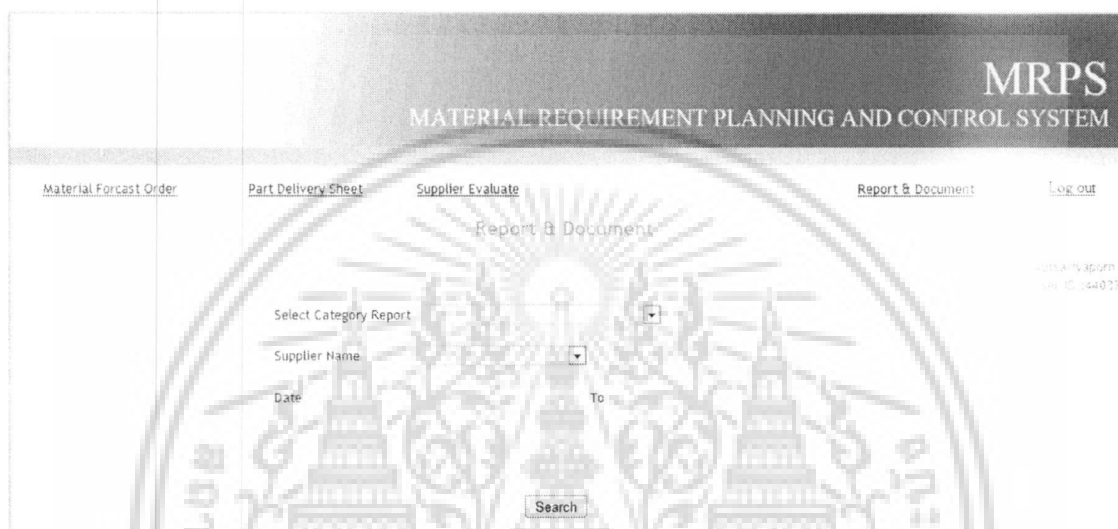 MRPS
MATERIAL REQUIREMENT PLANNING AND CONTROL SYSTEM
Material Forcast Order Part Delivery Sheet Supplier Evaluate Report & Document Log out
Report & Document
Select Category Report
Supplier Name
Date To
Search